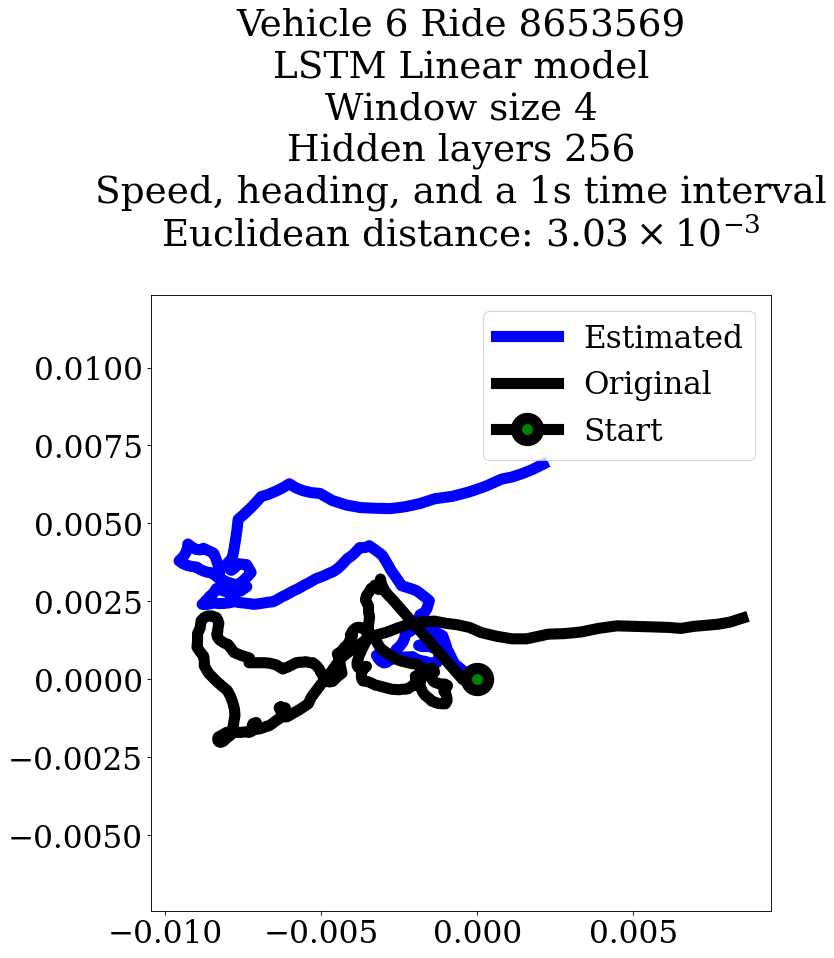 Vehicle 6 Ride 8653569
LSTM Linear model
Window size 4
Hidden layers 256
Speed, heading, and a 1s time interval
Euclidean distance: 3.03 × 10⁻³
Estimated
Original
Start
0.0100
0.0075
0.0050
0.0025
0.0000
−0.0025
−0.0050
−0.010 −0.005 0.000 0.005